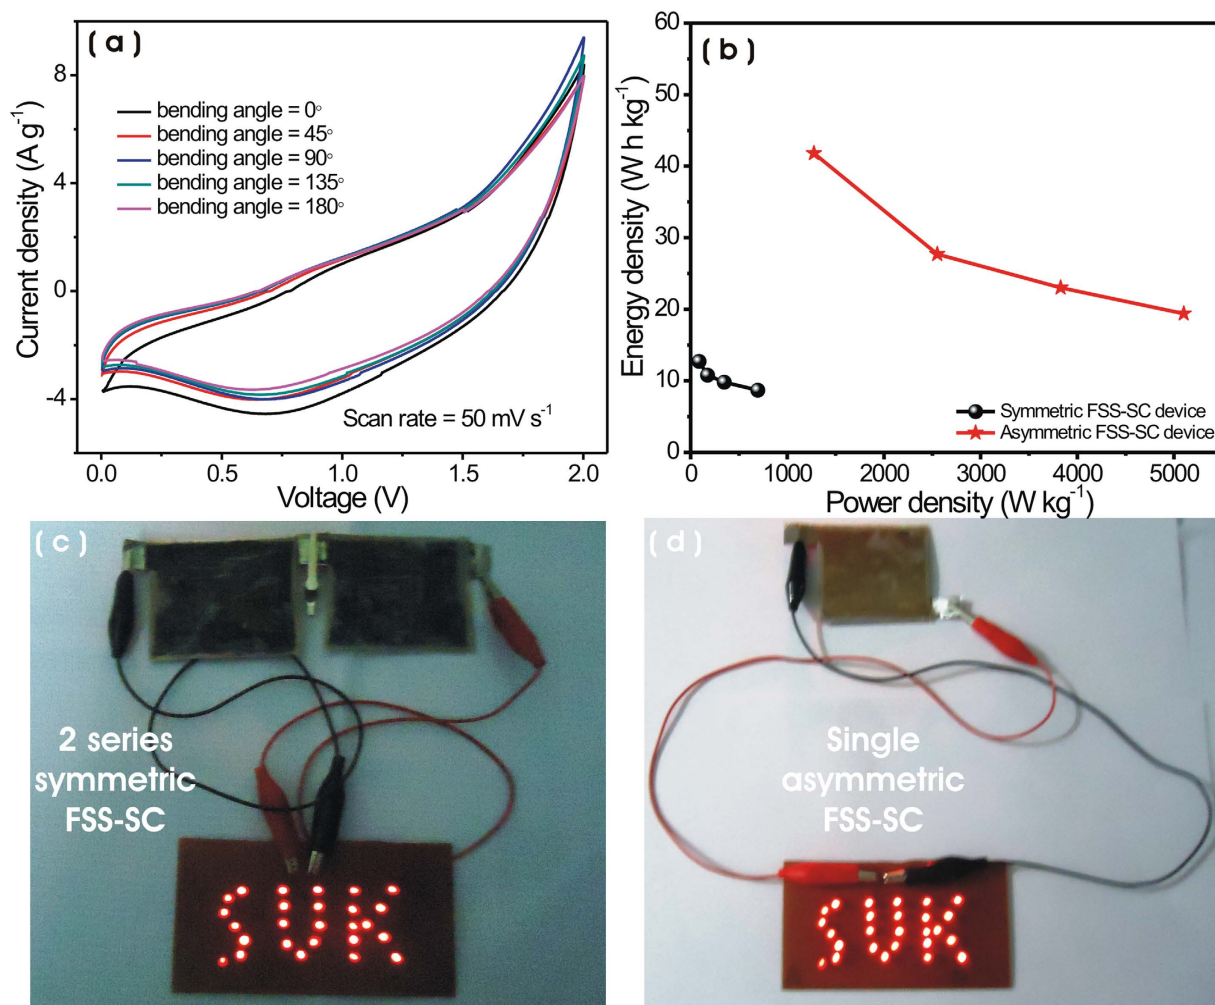 ( a )
bending angle = 0°
bending angle = 45°
bending angle = 90°
bending angle = 135°
bending angle = 180°
Scan rate = 50 mV s⁻¹
Current density (A g⁻¹)
8
4
0
-4
0.0 0.5 1.0 1.5 2.0
Voltage (V)
( b )
Energy density (W h kg⁻¹)
60
50
40
30
20
10
0
Symmetric FSS-SC device
Asymmetric FSS-SC device
0 1000 2000 3000 4000 5000
Power density (W kg⁻¹)
( c )
2 series
symmetric
FSS-SC
SUK
( d )
Single
asymmetric
FSS-SC
SUK